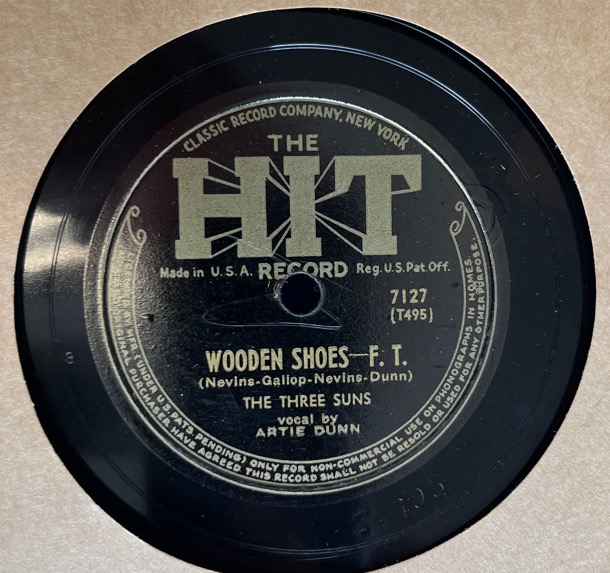 CLASSIC RECORD COMPANY, NEW YORK
THE
HIT
Made in U.S.A. RECORD Reg. U.S. Pat. Off.
7127
(T495)
WOODEN SHOES—F. T.
(Nevins-Gallop-Nevins-Dunn)
THE THREE SUNS
vocal by
ARTIE DUNN
(UNDER U.S. PATS PENDING) ONLY FOR NON-COMMERCIAL USE ON PHONOGRAPHS IN HOMES.
ORIGINAL PURCHASER HAVE AGREED THIS RECORD SHALL NOT BE RESOLD OR USED FOR ANY OTHER PURPOSE.